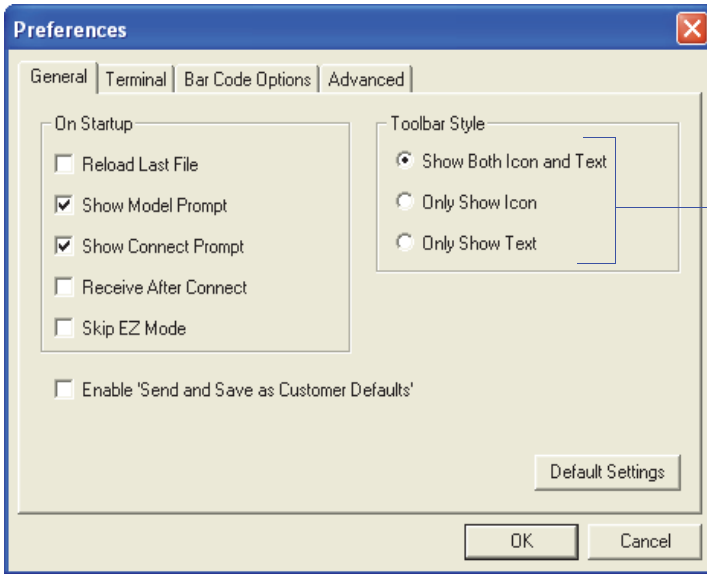 Preferences
General Terminal Bar Code Options Advanced
On Startup
Reload Last File
Show Model Prompt
Show Connect Prompt
Receive After Connect
Skip EZ Mode
Toolbar Style
Show Both Icon and Text
Only Show Icon
Only Show Text
Enable 'Send and Save as Customer Defaults'
Default Settings
OK Cancel